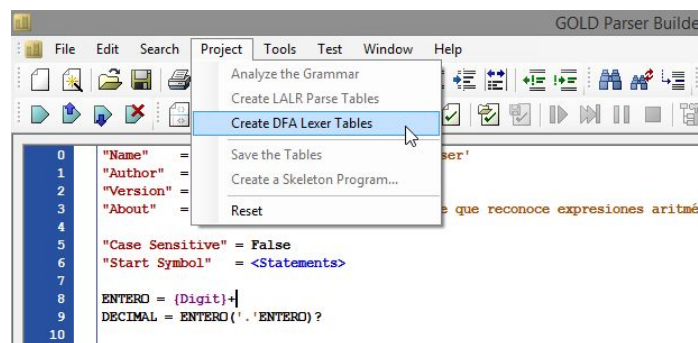 GOLD Parser Builde
File Edit Search Project Tools Test Window Help
Analyze the Grammar
Create LALR Parse Tables
Create DFA Lexer Tables
Save the Tables
Create a Skeleton Program...
Reset
0 "Name" = ser'
1 "Author" =
2 "Version" =
3 "About" = e que reconoce expresiones aritmé
4
5 "Case Sensitive" = False
6 "Start Symbol" = <Statements>
7
8 ENTERO = {Digit}+
9 DECIMAL = ENTERO('.'ENTERO)?
10